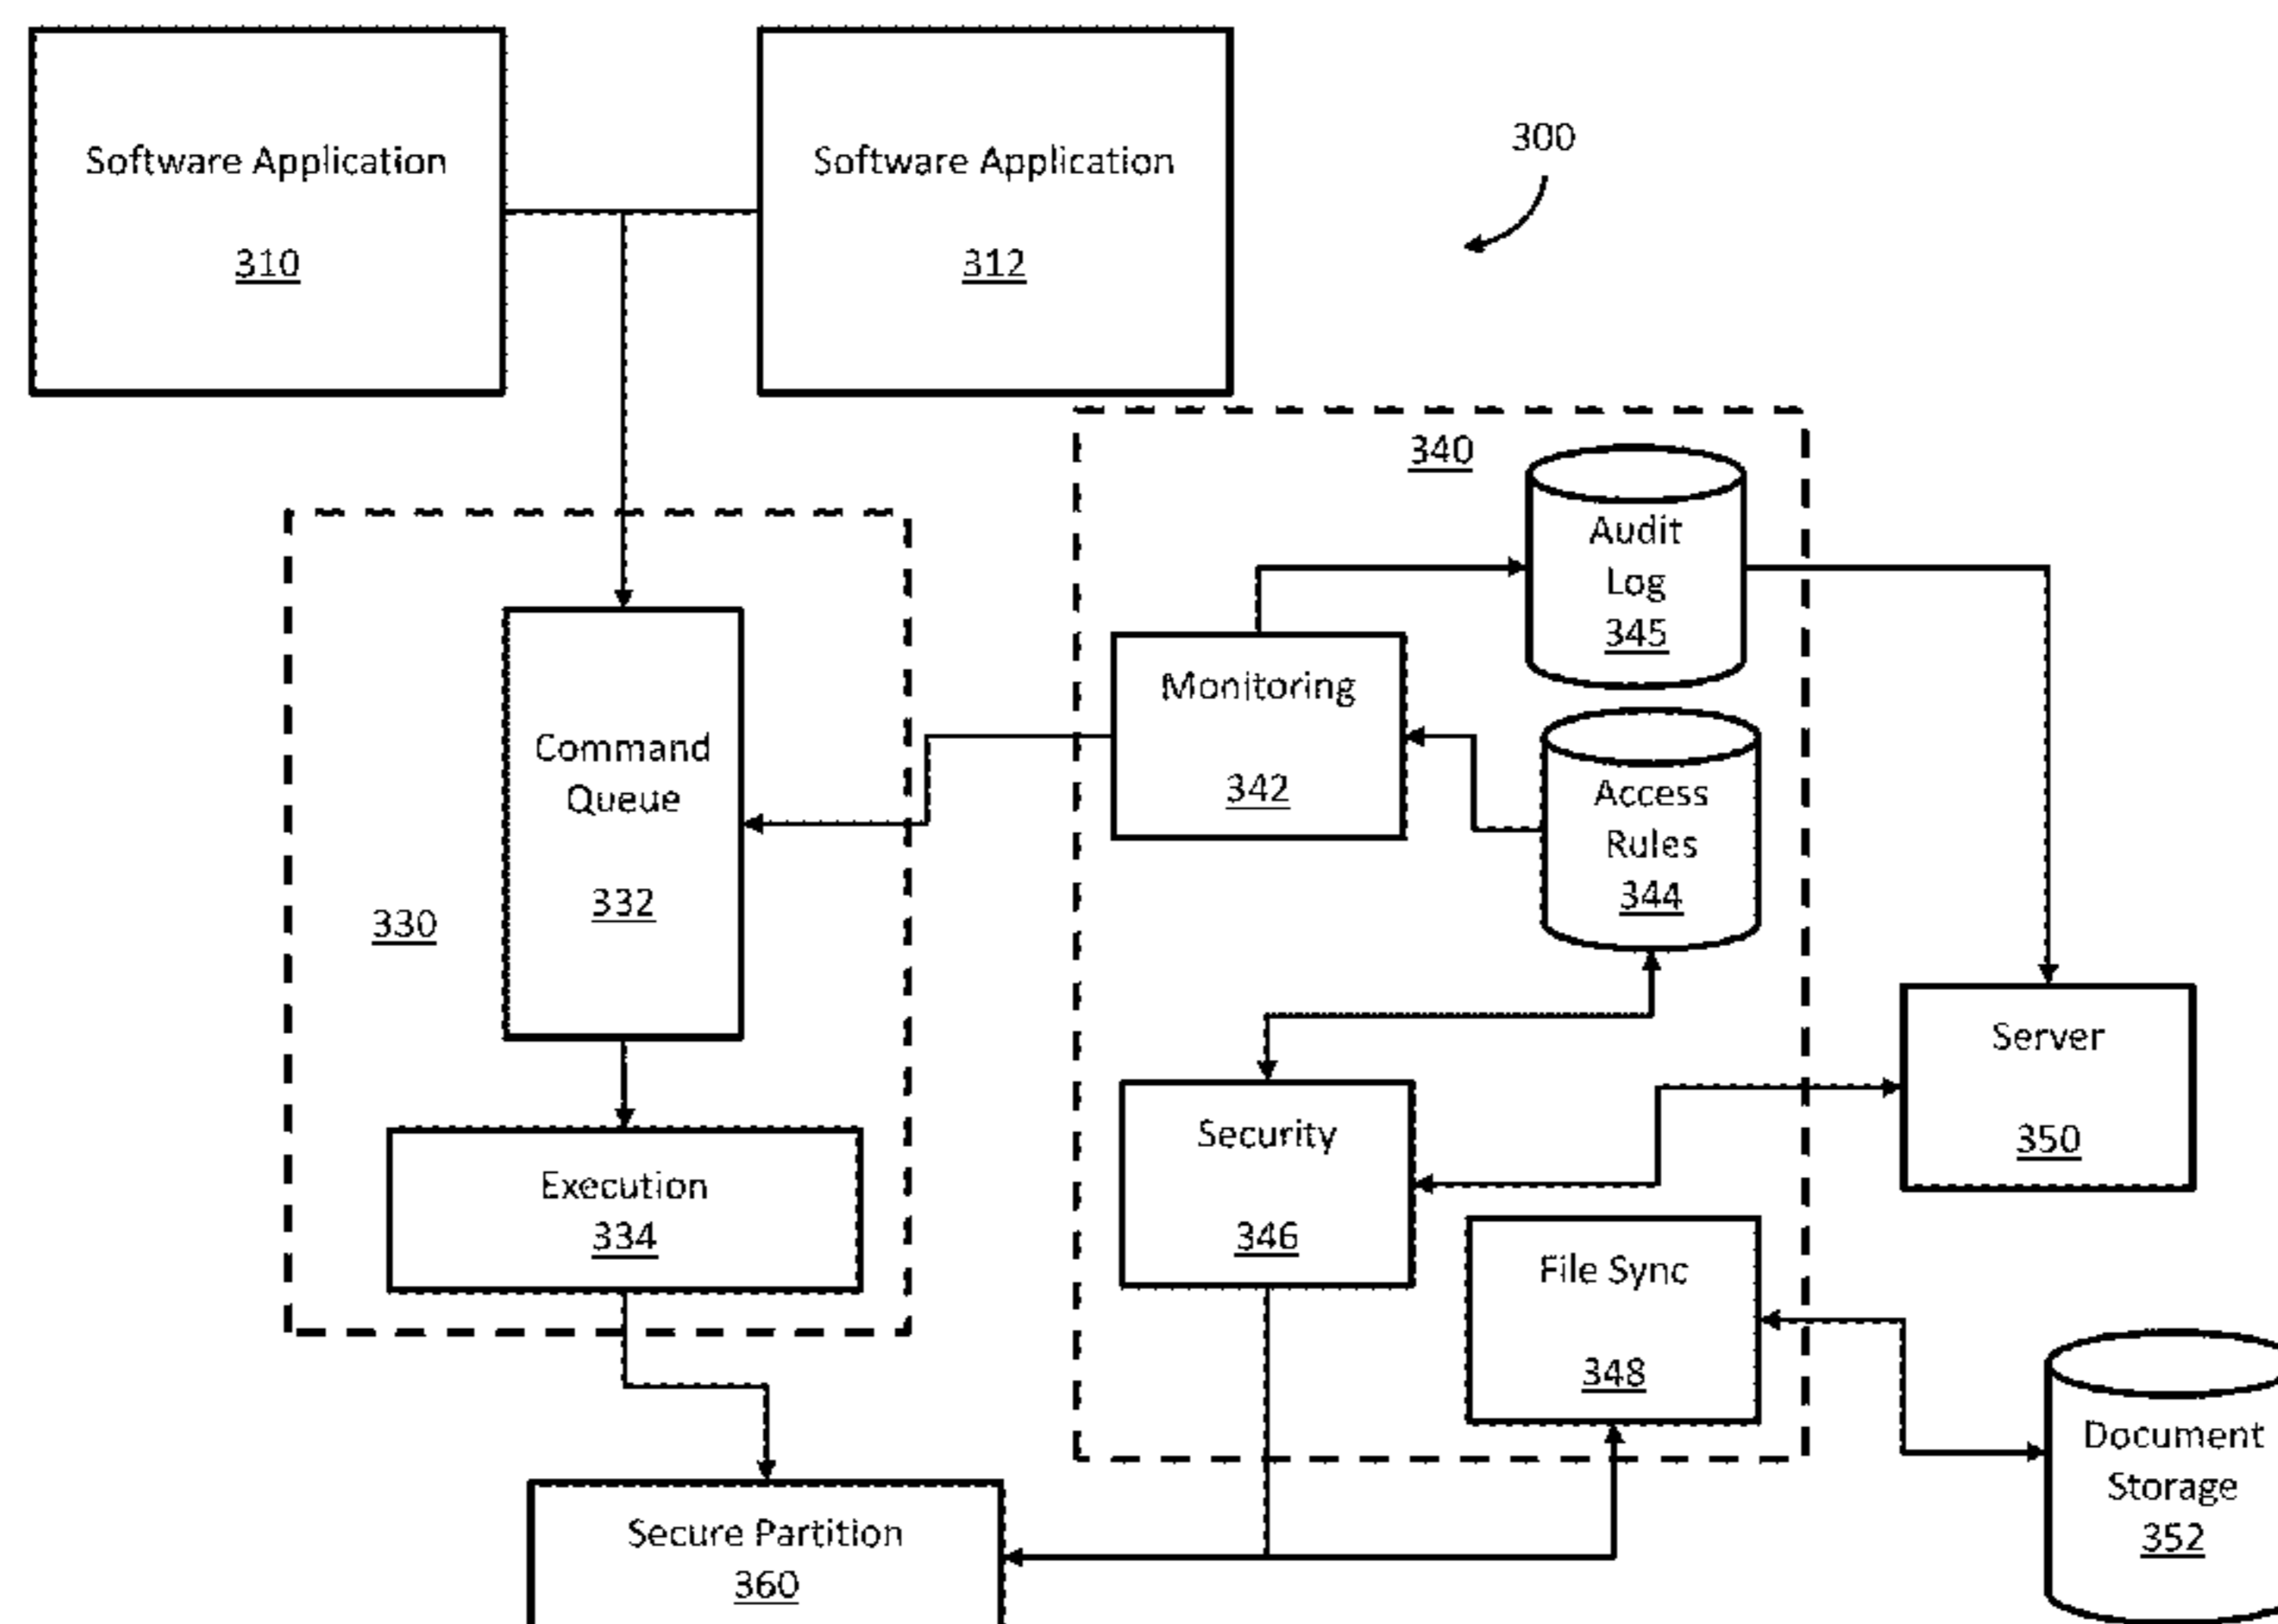 Software Application
310
Software Application
312
300
340
Audit
Log
345
Monitoring
342
Access
Rules
344
Command
Queue
332
330
Server
350
Security
346
Execution
334
File Sync
348
Document
Storage
352
Secure Partition
360